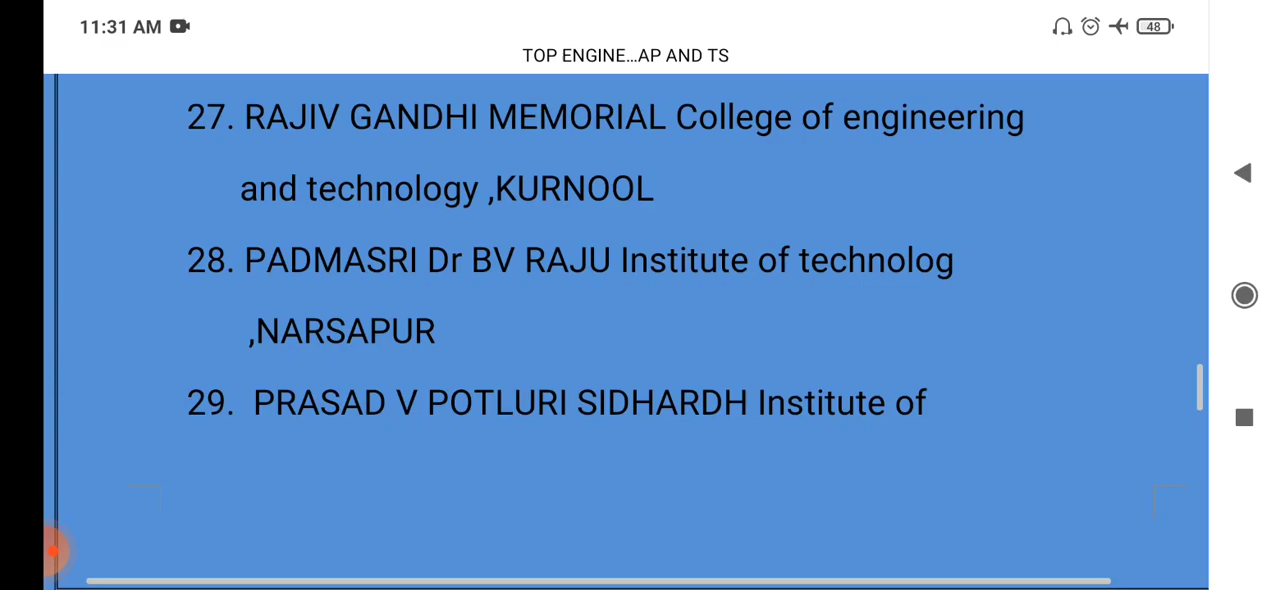 11:31 AM
48
TOP ENGINE...AP AND TS
27. RAJIV GANDHI MEMORIAL College of engineering
and technology ,KURNOOL
28. PADMASRI Dr BV RAJU Institute of technolog
,NARSAPUR
29. PRASAD V POTLURI SIDHARDH Institute of